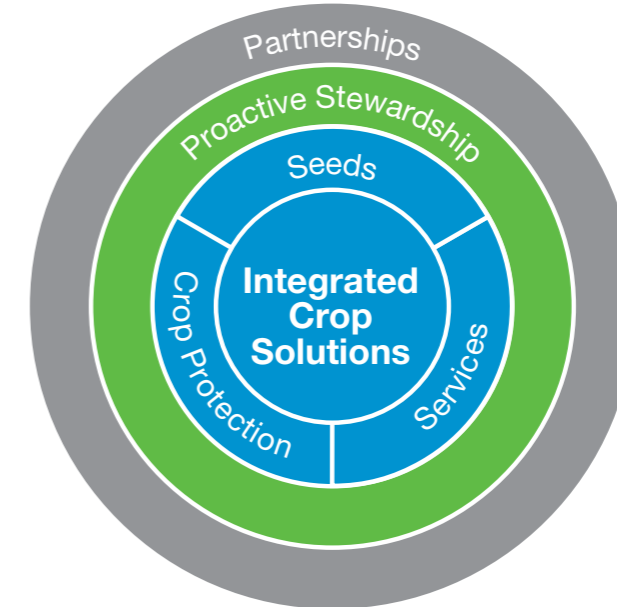 Partnerships
Proactive Stewardship
Seeds
Integrated
Crop
Solutions
Crop Protection
Services